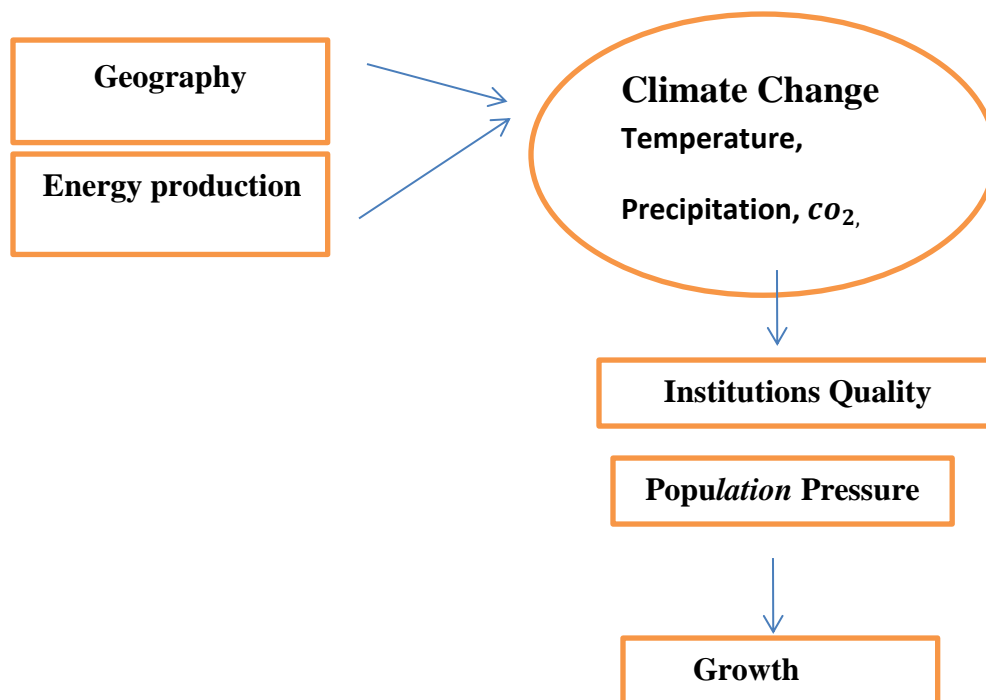 Geography
Energy production
Climate Change
Temperature,
Precipitation, co₂,
Institutions Quality
Population Pressure
Growth